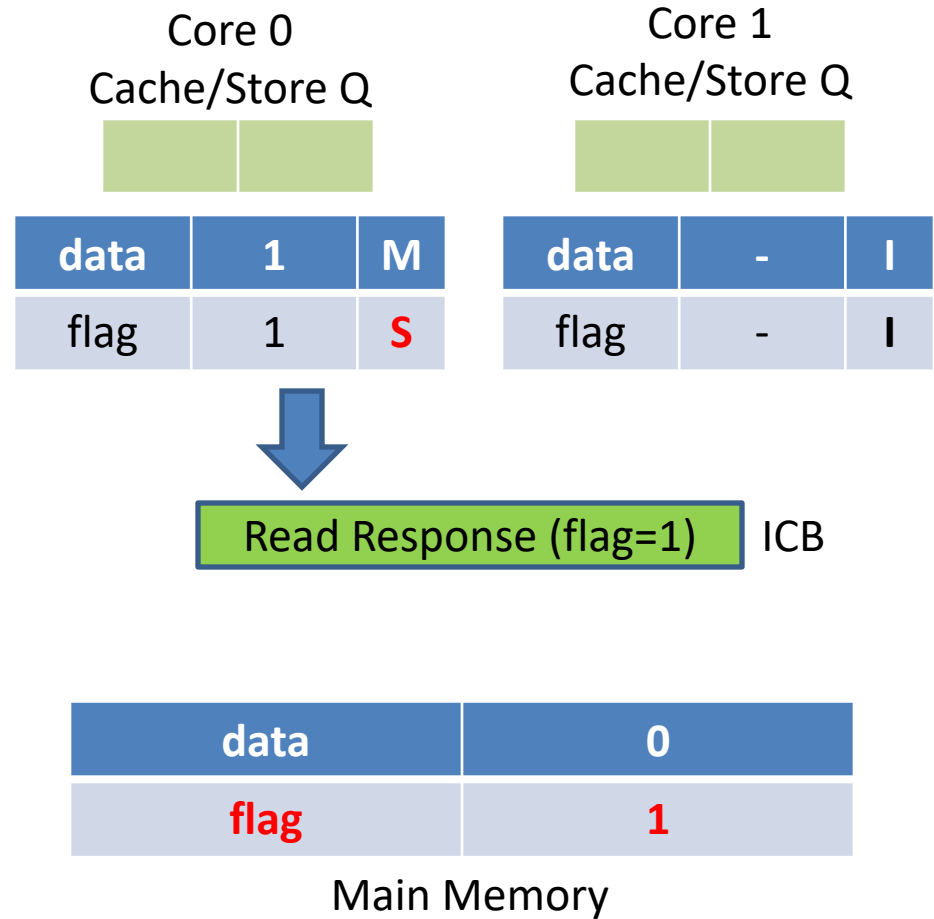 Core 0
Cache/Store Q
Core 1
Cache/Store Q
data 1 M
flag 1 S
data - I
flag - I
Read Response (flag=1) ICB
data 0
flag 1
Main Memory